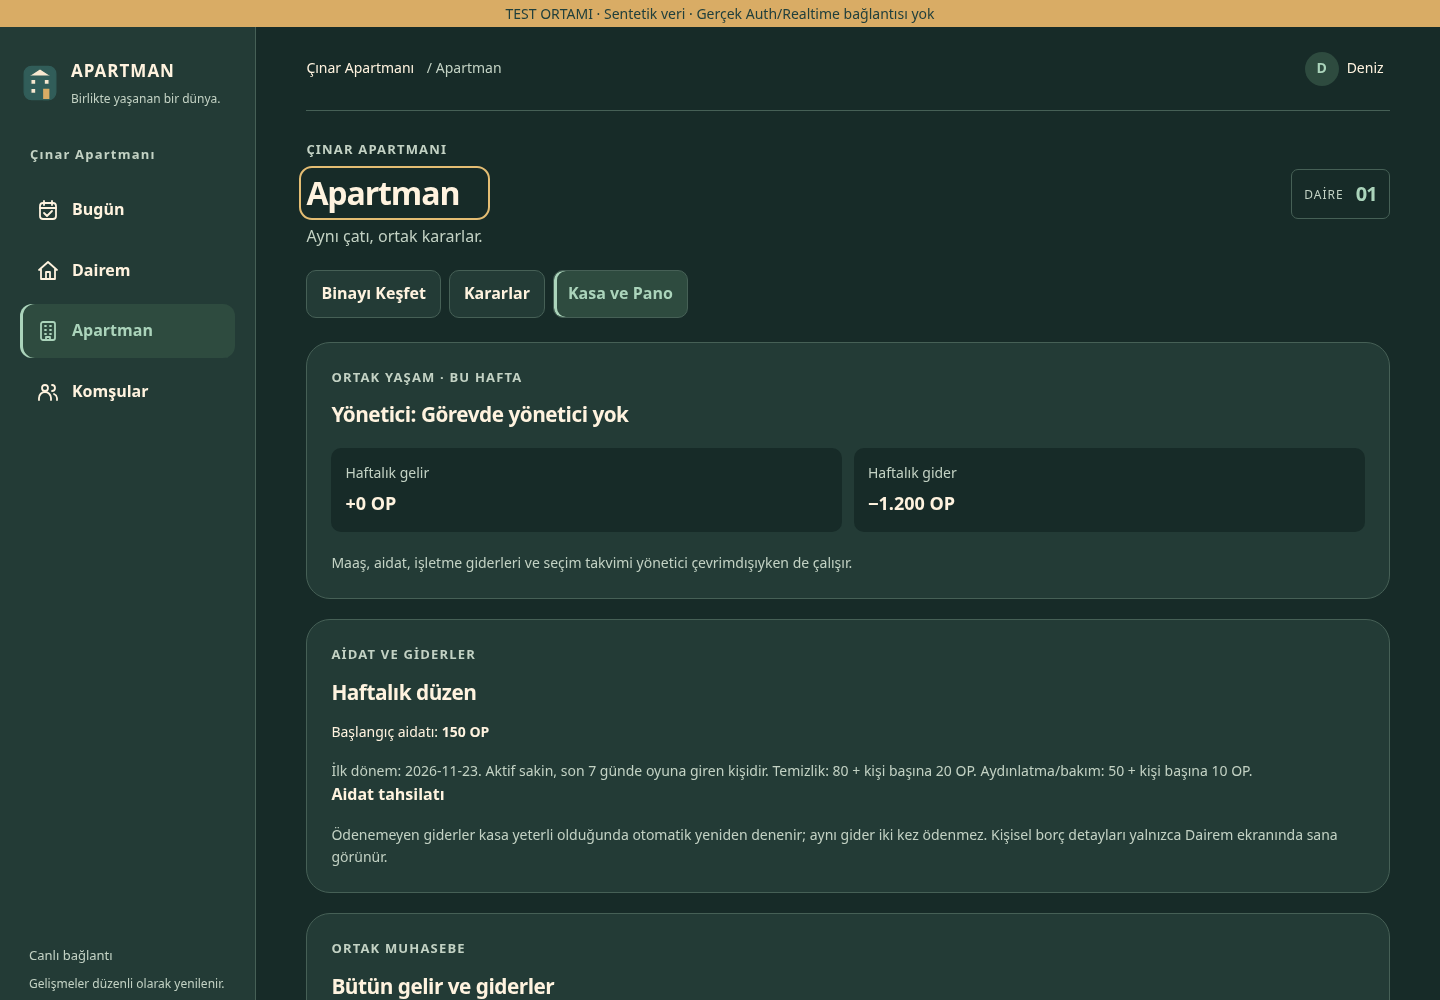 TEST ORTAMI · Sentetik veri · Gerçek Auth/Realtime bağlantısı yok
APARTMAN
Birlikte yaşanan bir dünya.
Çınar Apartmanı
Bugün
Dairem
Apartman
Komşular
Canlı bağlantı
Gelişmeler düzenli olarak yenilenir.
Çınar Apartmanı / Apartman
D Deniz
ÇINAR APARTMANI
Apartman
Aynı çatı, ortak kararlar.
DAİRE 01
Binayı Keşfet
Kararlar
Kasa ve Pano
ORTAK YAŞAM · BU HAFTA
Yönetici: Görevde yönetici yok
Haftalık gelir
+0 OP
Haftalık gider
−1.200 OP
Maaş, aidat, işletme giderleri ve seçim takvimi yönetici çevrimdışıyken de çalışır.
AİDAT VE GİDERLER
Haftalık düzen
Başlangıç aidatı: 150 OP
İlk dönem: 2026-11-23. Aktif sakin, son 7 günde oyuna giren kişidir. Temizlik: 80 + kişi başına 20 OP. Aydınlatma/bakım: 50 + kişi başına 10 OP.
Aidat tahsilatı
Ödenemeyen giderler kasa yeterli olduğunda otomatik yeniden denenir; aynı gider iki kez ödenmez. Kişisel borç detayları yalnızca Dairem ekranında sana
görünür.
ORTAK MUHASEBE
Bütün gelir ve giderler